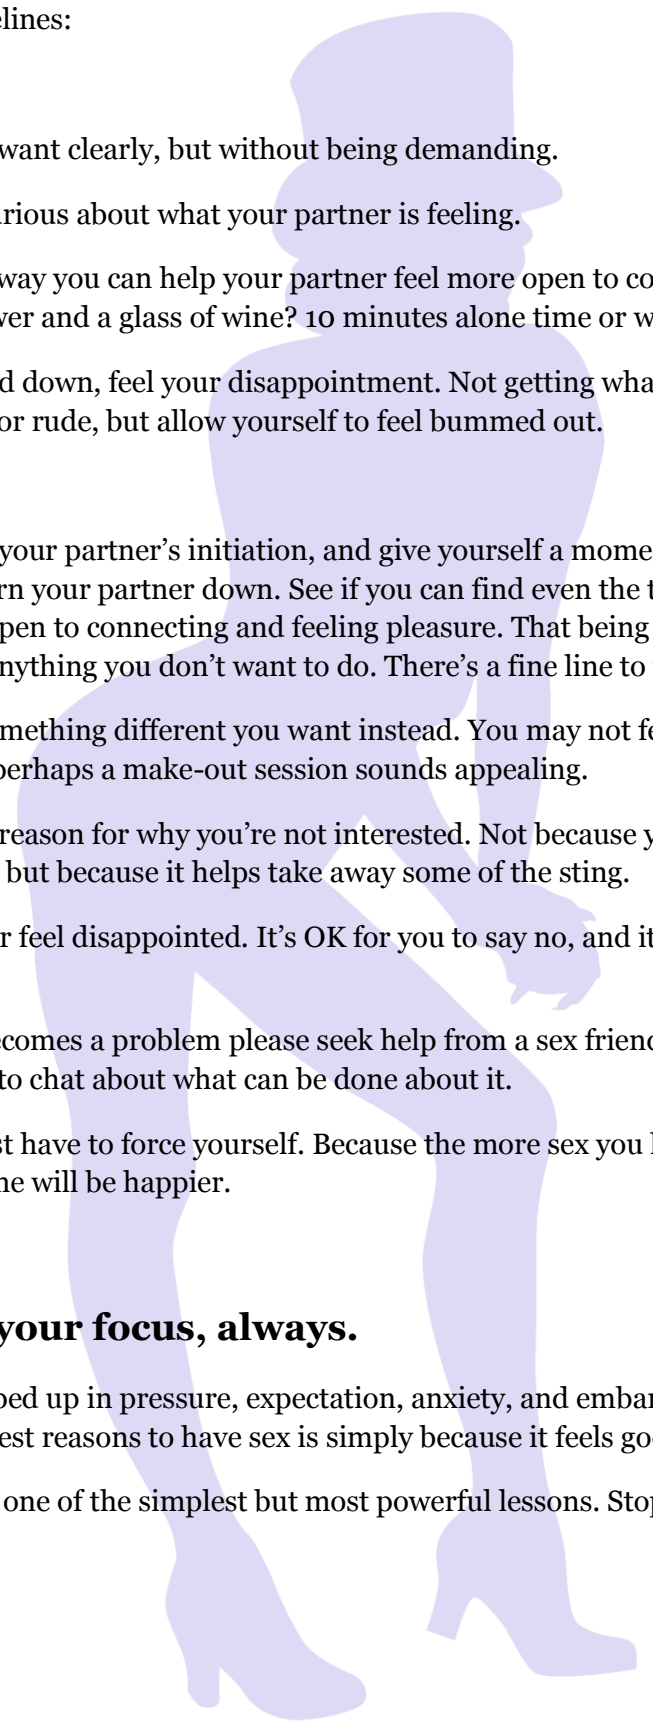 elines:
want clearly, but without being demanding.
urious about what your partner is feeling.
way you can help your partner feel more open to co
wer and a glass of wine? 10 minutes alone time or w
d down, feel your disappointment. Not getting wha
or rude, but allow yourself to feel bummed out.
your partner’s initiation, and give yourself a mome
rn your partner down. See if you can find even the t
pen to connecting and feeling pleasure. That being
nything you don’t want to do. There’s a fine line to
omething different you want instead. You may not fe
perhaps a make-out session sounds appealing.
reason for why you’re not interested. Not because y
but because it helps take away some of the sting.
r feel disappointed. It’s OK for you to say no, and it
ecomes a problem please seek help from a sex friend
to chat about what can be done about it.
st have to force yourself. Because the more sex you
me will be happier.
your focus, always.
ped up in pressure, expectation, anxiety, and embar
est reasons to have sex is simply because it feels goo
one of the simplest but most powerful lessons. Stop